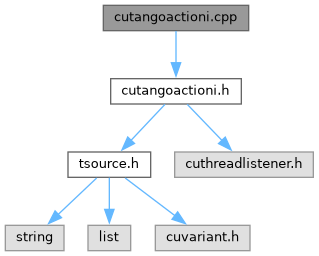 cutangoactioni.cpp
cutangoactioni.h
tsource.h
cuthreadlistener.h
string
list
cuvariant.h